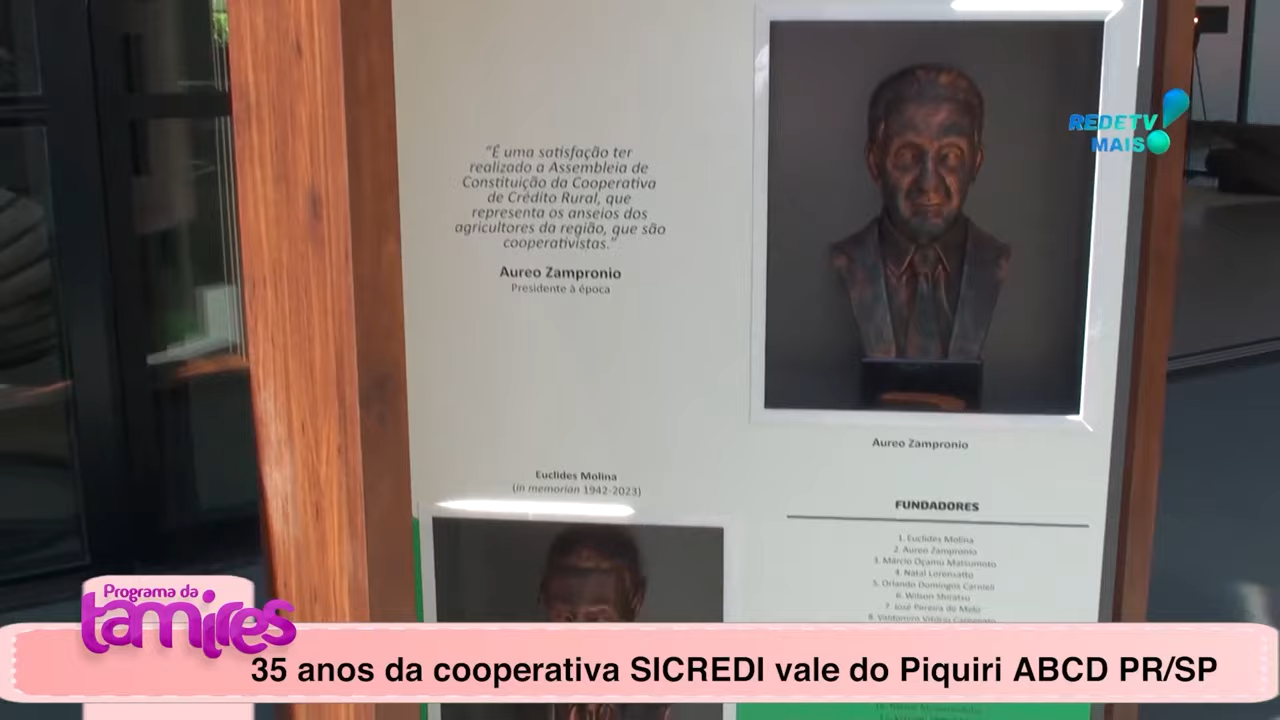 "É uma satisfação ter
realizado a Assembleia de
Constituição da Cooperativa
de Crédito Rural, que
representa os anseios dos
agricultores da região, que são
cooperativistas."
Aureo Zampronio
Presidente à época
REDETV
MAIS
Aureo Zampronio
Euclides Molina
(in memorian 1942-2023)
FUNDADORES
1. Euclides Molina
2. Aureo Zampronio
3. Márcio Oçamu Matsumoto
4. Natal Lorensatto
5. Orlando Domingos
6. Wilson Shiratsu
7. José Pereira de Melo
Programa da
tamires
35 anos da cooperativa SICREDI vale do Piquiri ABCD PR/SP